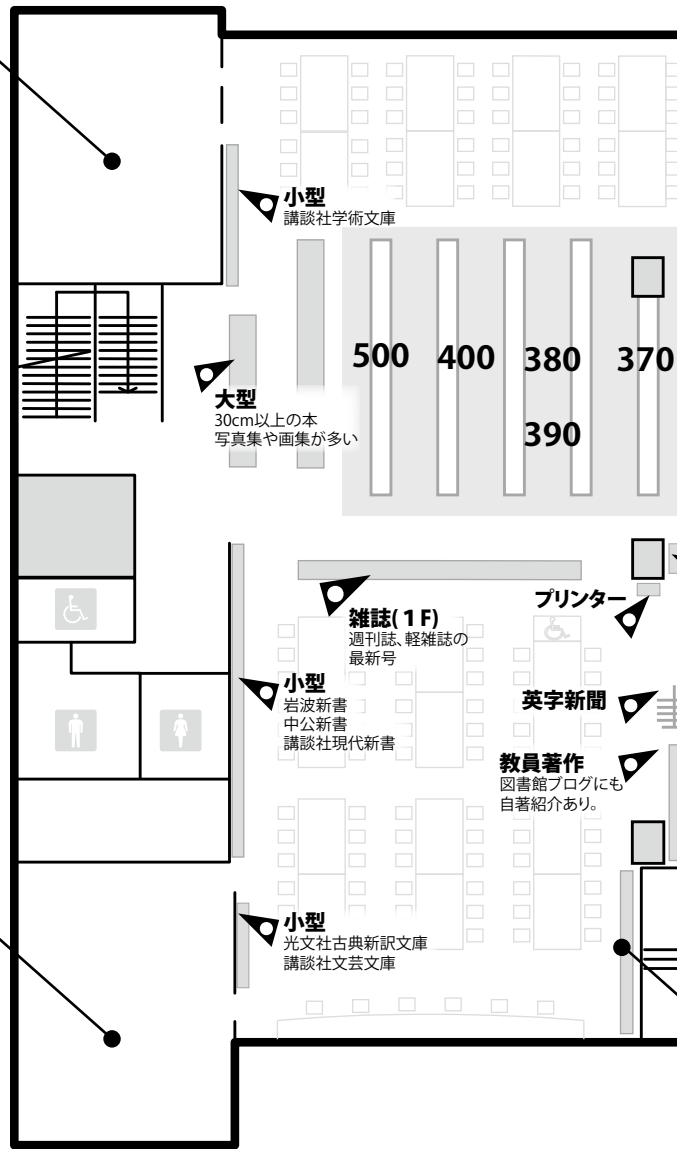 小型
講談社学術文庫
500 400 380 370
390
大型
30cm以上の本
写真集や画集が多い
雑誌(1F)
週刊誌、軽雑誌の
最新号
プリンター
小型
岩波新書
中公新書
講談社現代新書
英字新聞
教員著作
図書館ブログにも
自著紹介あり。
小型
光文社古典新訳文庫
講談社文芸文庫